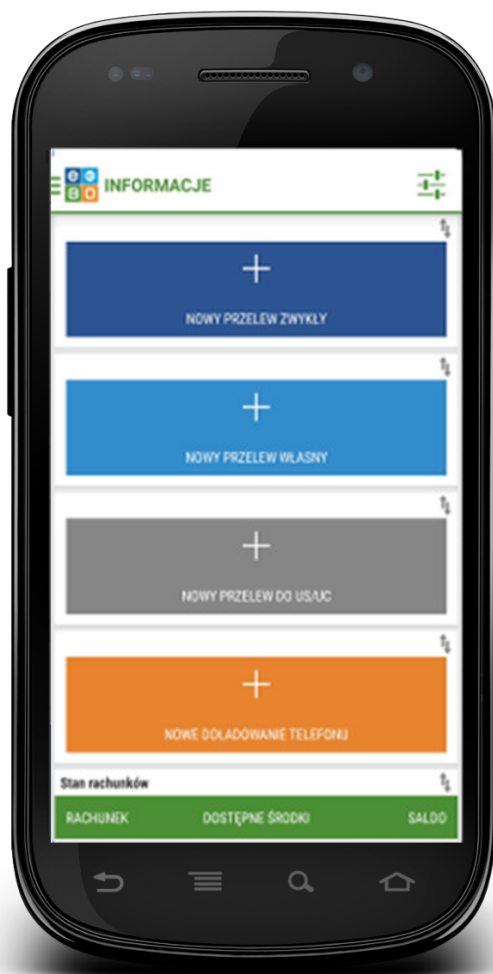 e e
B O
INFORMACJE
NOWY PRZELEW ZWYKŁY
NOWY PRZELEW WŁASNY
NOWY PRZELEW DO US/UC
NOWE DOŁADOWANIE TELEFONU
Stan rachunków
RACHUNEK DOSTĘPNE ŚRODKI SALDO